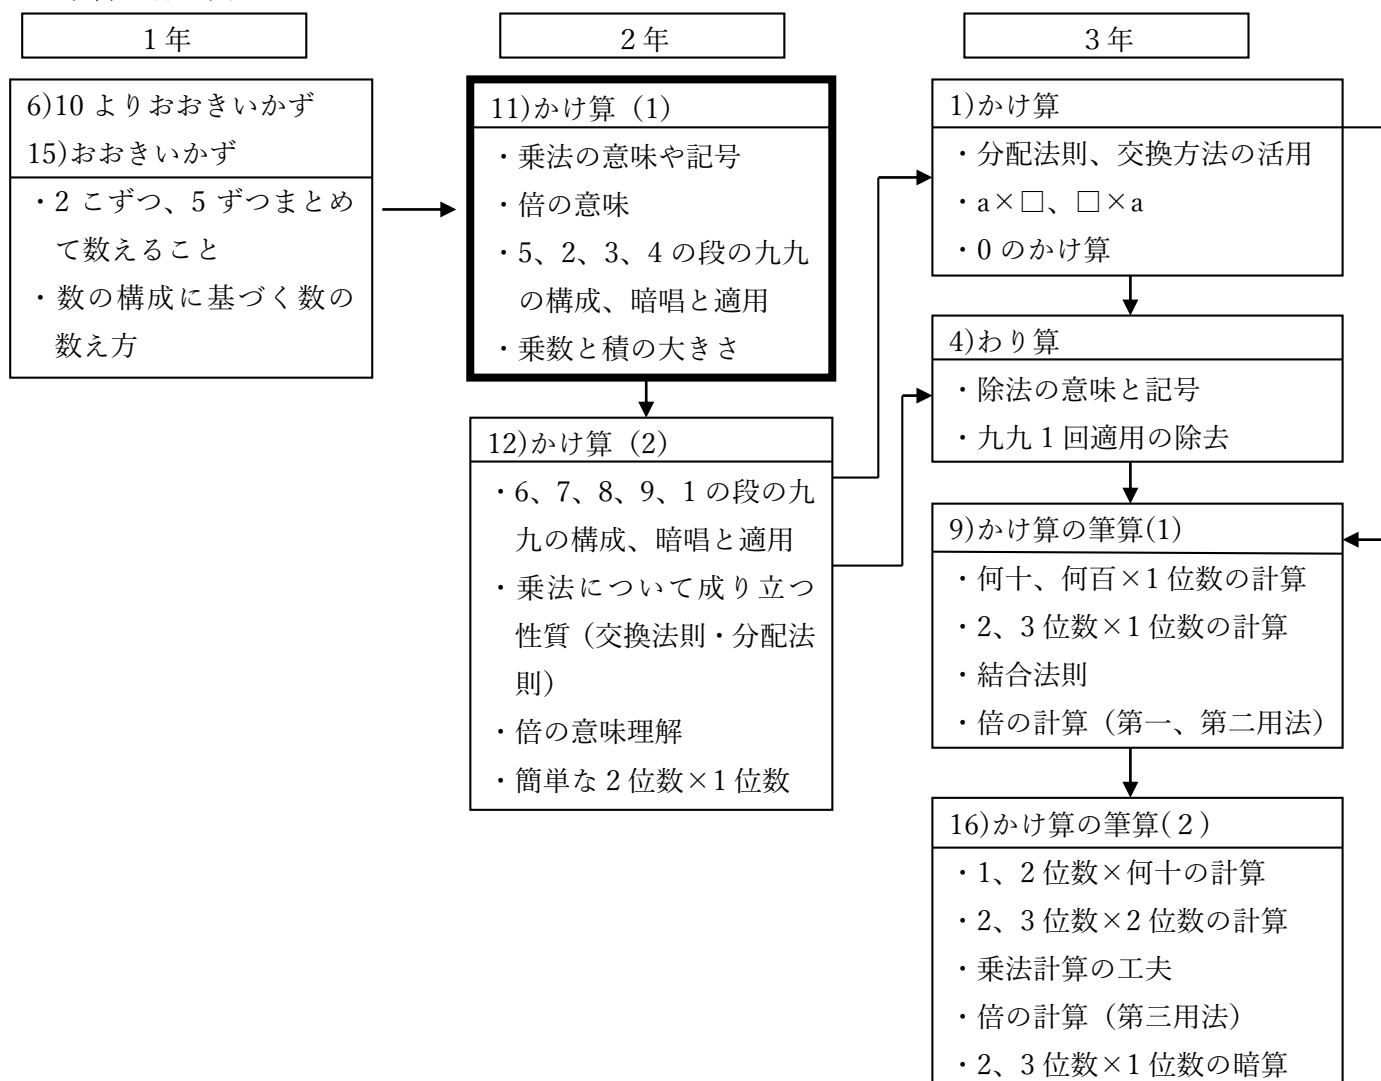 1年
2年
3年
6)10 よりおおきいかず
15)おおきいかず
・2 こずつ、5 ずつまとめ
て数えること
・数の構成に基づく数の
数え方
11)かけ算（1）
・乗法の意味や記号
・倍の意味
・5、2、3、4 の段の九九
の構成、暗唱と適用
・乗数と積の大きさ
12)かけ算（2）
・6、7、8、9、1 の段の九
九の構成、暗唱と適用
・乗法について成り立つ
性質（交換法則・分配法
則）
・倍の意味理解
・簡単な 2 位数×1 位数
1)かけ算
・分配法則、交換方法の活用
・a×□、□×a
・0 のかけ算
4)わり算
・除法の意味と記号
・九九 1 回適用の除去
9)かけ算の筆算(1)
・何十、何百×1 位数の計算
・2、3 位数×1 位数の計算
・結合法則
・倍の計算（第一、第二用法）
16)かけ算の筆算(２)
・1、2 位数×何十の計算
・2、3 位数×2 位数の計算
・乗法計算の工夫
・倍の計算（第三用法）
・2、3 位数×1 位数の暗算